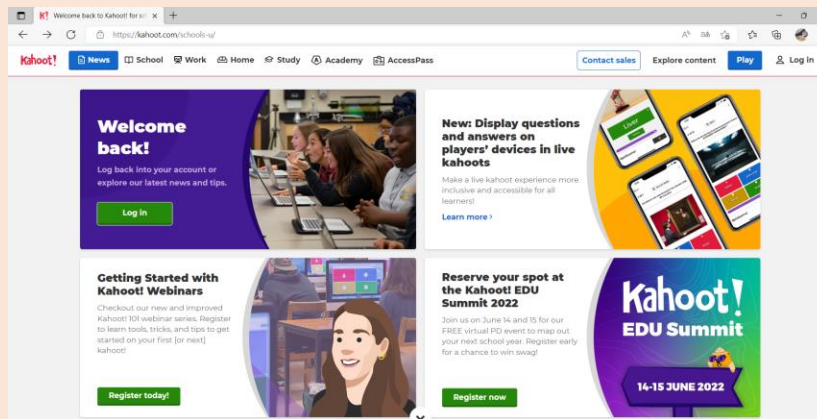 Welcome back to Kahoot! for sch
https://kahoot.com/schools-u/
Kahoot!
News
School
Work
Home
Study
Academy
AccessPass
Contact sales
Explore content
Play
Log in
Welcome
back!
Log back into your account or
explore our latest news and tips.
Log in
New: Display questions
and answers on
players' devices in live
kahoots
Make a live kahoot experience more
inclusive and accessible for all
learners!
Learn more ›
Liver
Getting Started with
Kahoot! Webinars
Checkout our new and improved
Kahoot! 101 webinar series. Register
to learn tools, tricks, and tips to get
started on your first [or next]
kahoot!
Register today!
Reserve your spot at
the Kahoot! EDU
Summit 2022
Join us on June 14 and 15 for our
FREE virtual PD event to map out
your next school year. Register early
for a chance to win swag!
Register now
Kahoot!
EDU Summit
14-15 JUNE 2022